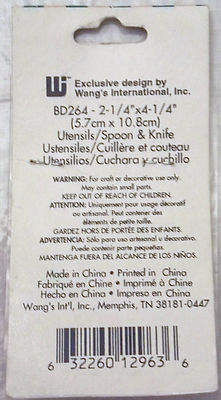 Wi™ Exclusive design by
Wang's International, Inc.
BD264 - 2-1/4"x4-1/4"
(5.7cm x 10.8cm)
Utensils/Spoon & Knife
Ustensiles/Cuillère et couteau
Utensilios/Cuchara y cuchillo
WARNING: For craft or decorative use only.
May contain small parts.
KEEP OUT OF REACH OF CHILDREN.
ATTENTION: Uniquement pour usage décoratif
ou artisanal. Peut contenir des
éléments de petite taille.
GARDEZ HORS DE PORTÉE DES ENFANTS.
ADVERTENCIA: Sólo para uso artesanal u decorativo.
Puede contenir parte pequeñas.
MANTENGA FUERA DEL ALCANCE DE LOS NIÑOS.
Made in China • Printed in China
Fabriqué en Chine • Imprimé à Chine
Hecho en China • Impreso en China
Wang's Int'l, Inc., Memphis, TN 38181-0447
6 32260 12963 6